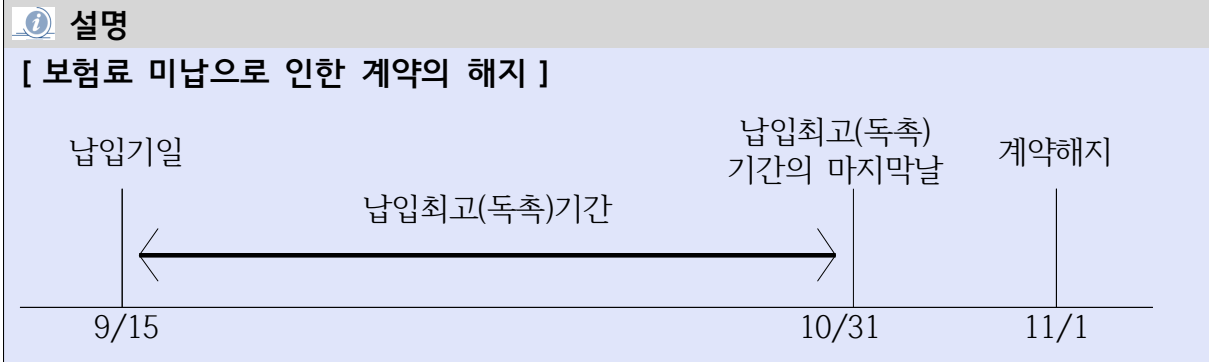 설명
[ 보험료 미납으로 인한 계약의 해지 ]
납입기일
납입최고(독촉)
기간의 마지막날
계약해지
납입최고(독촉)기간
9/15
10/31
11/1